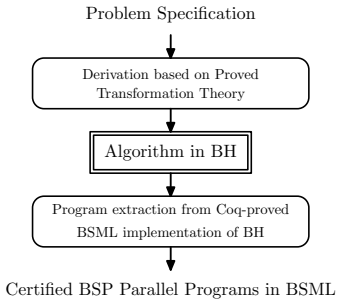 Problem Specification
Derivation based on Proved
Transformation Theory
Algorithm in BH
Program extraction from Coq-proved
BSML implementation of BH
Certified BSP Parallel Programs in BSML